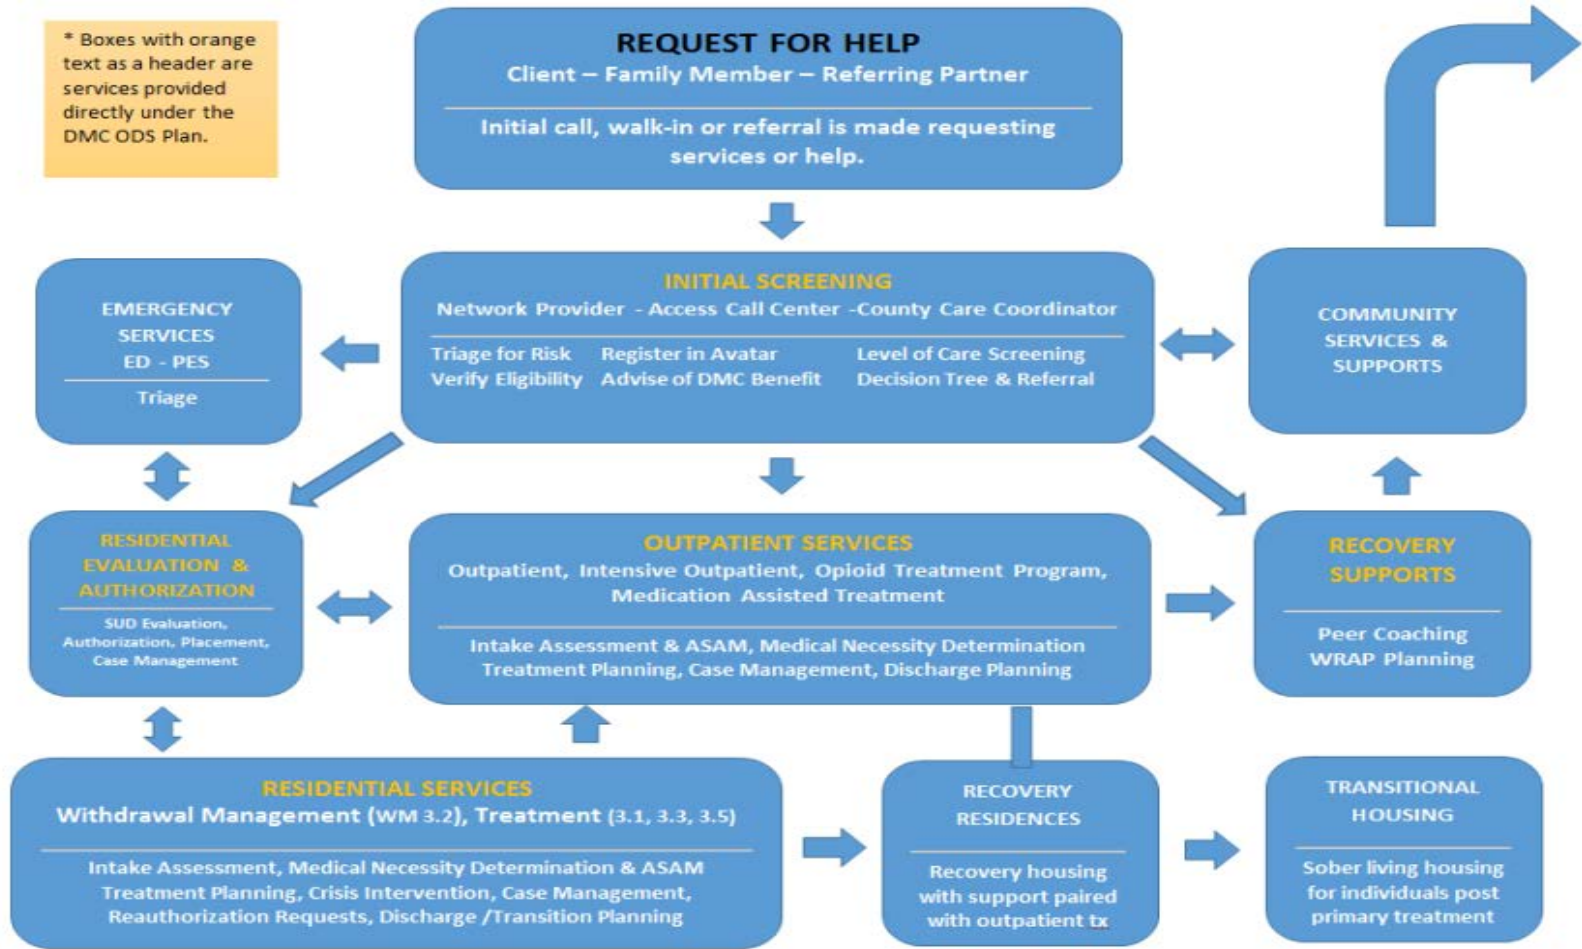 * Boxes with orange
text as a header are
services provided
directly under the
DMC ODS Plan.
REQUEST FOR HELP
Client – Family Member – Referring Partner
Initial call, walk-in or referral is made requesting
services or help.
EMERGENCY
SERVICES
ED - PES
Triage
INITIAL SCREENING
Network Provider - Access Call Center -County Care Coordinator
Triage for Risk Register in Avatar Level of Care Screening
Verify Eligibility Advise of DMC Benefit Decision Tree & Referral
COMMUNITY
SERVICES &
SUPPORTS
RESIDENTIAL
EVALUATION &
AUTHORIZATION
SUD Evaluation,
Authorization, Placement,
Case Management
OUTPATIENT SERVICES
Outpatient, Intensive Outpatient, Opioid Treatment Program,
Medication Assisted Treatment
Intake Assessment & ASAM, Medical Necessity Determination
Treatment Planning, Case Management, Discharge Planning
RECOVERY
SUPPORTS
Peer Coaching
WRAP Planning
RESIDENTIAL SERVICES
Withdrawal Management (WM 3.2), Treatment (3.1, 3.3, 3.5)
Intake Assessment, Medical Necessity Determination & ASAM
Treatment Planning, Crisis Intervention, Case Management,
Reauthorization Requests, Discharge /Transition Planning
RECOVERY
RESIDENCES
Recovery housing
with support paired
with outpatient tx
TRANSITIONAL
HOUSING
Sober living housing
for individuals post
primary treatment